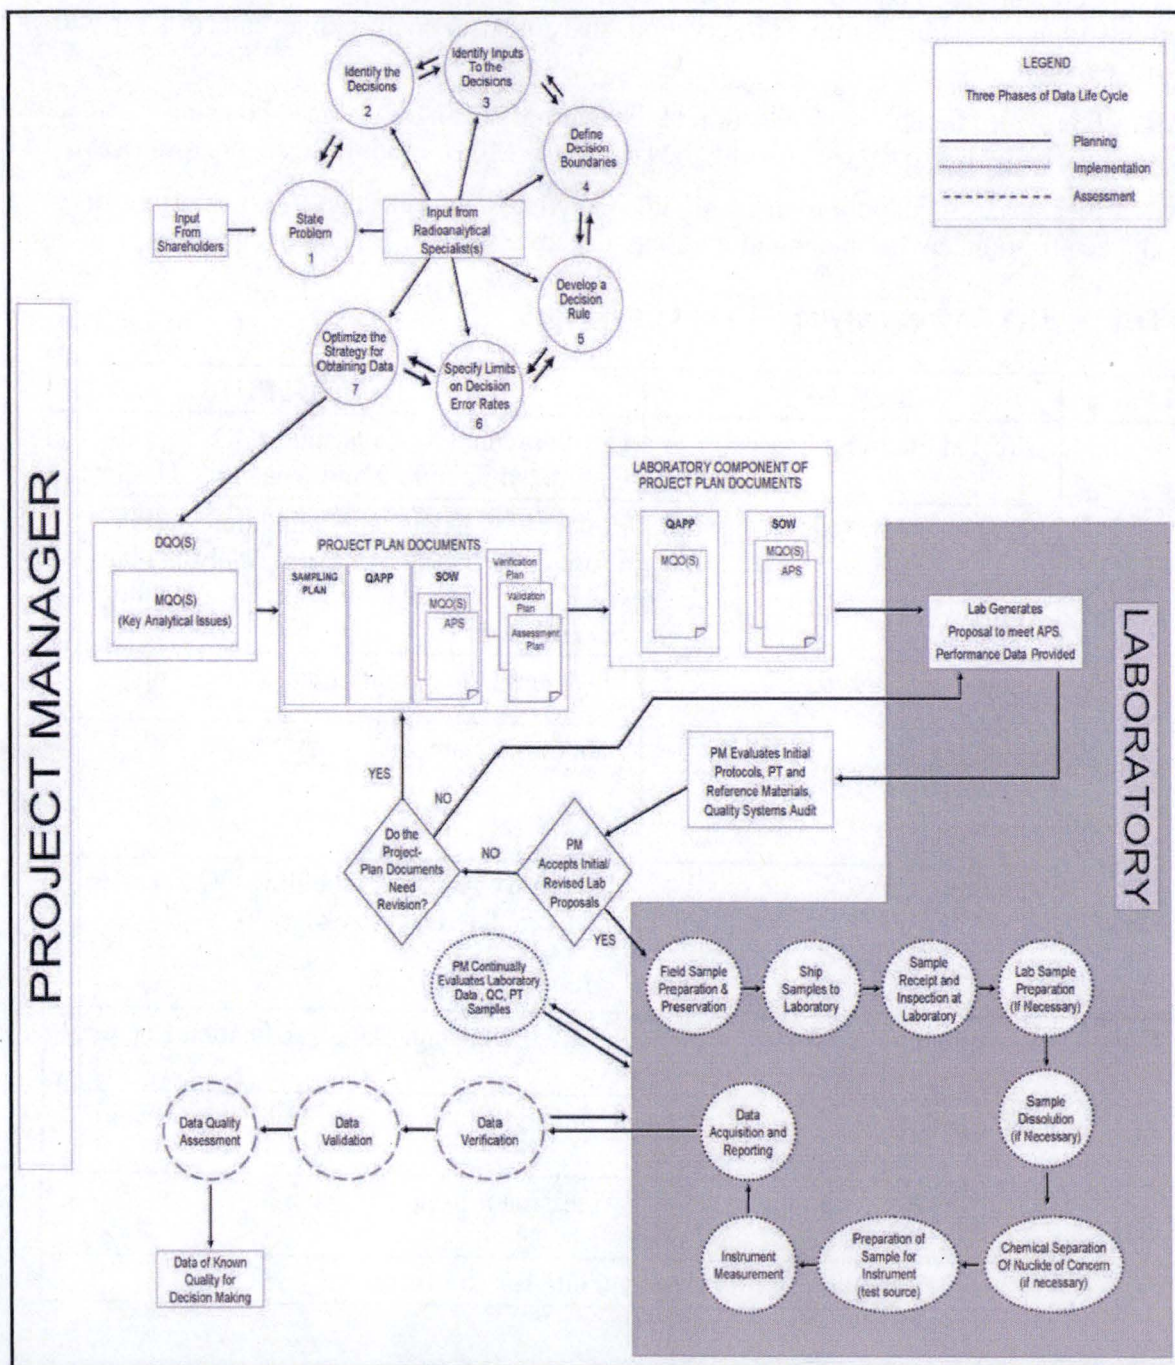 Identify the
Decisions
2
Identify Inputs
To the
Decisions
3
Define
Decision
Boundaries
4
State
Problem
1
Input
From
Shareholders
Input from
Radioanalytical
Specialist(s)
Develop a
Decision
Rule
5
Optimize the
Strategy for
Obtaining Data
7
Specify Limits
on Decision
Error Rates
6
LEGEND
Three Phases of Data Life Cycle
Planning
Implementation
Assessment
PROJECT MANAGER
LABORATORY
DQO(S)
MQO(S)
(Key Analytical Issues)
PROJECT PLAN DOCUMENTS
SAMPLING
PLAN
QAPP
SOW
MQO(S)
APS
Verification
Plan
Validation
Plan
Assessment
Plan
LABORATORY COMPONENT OF
PROJECT PLAN DOCUMENTS
QAPP
MQO(S)
SOW
MQO(S)
APS
Lab Generates
Proposal to meet APS.
Performance Data Provided
PM Evaluates Initial
Protocols, PT and
Reference Materials,
Quality Systems Audit
YES
NO
Do the
Project-
Plan Documents
Need
Revision?
NO
PM
Accepts Initial/
Revised Lab
Proposals
YES
PM Continually
Evaluates Laboratory
Data , QC, PT
Samples
Field Sample
Preparation &
Preservation
Ship
Samples to
Laboratory
Sample
Receipt and
Inspection at
Laboratory
Lab Sample
Preparation
(If Necessary)
Sample
Dissolution
(if Necessary)
Chemical Separation
Of Nuclide of Concern
(if necessary)
Preparation of
Sample for
Instrument
(test source)
Instrument
Measurement
Data
Acquisition and
Reporting
Data
Verification
Data
Validation
Data Quality
Assessment
Data of Known
Quality for
Decision Making